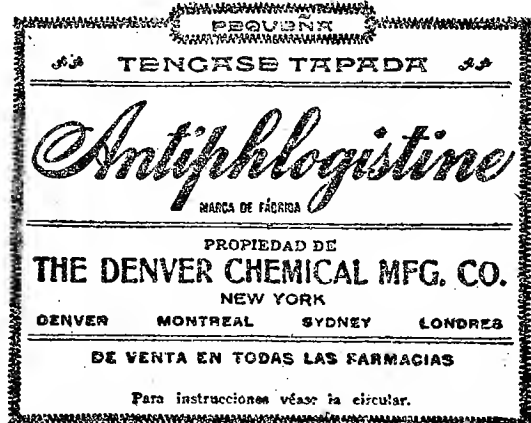 PEQUEÑA
TENGASE TAPADA
Antiphlogistine
MARCA DE FÁBRICA
PROPIEDAD DE
THE DENVER CHEMICAL MFG. CO.
NEW YORK
DENVER MONTREAL SYDNEY LONDRES
DE VENTA EN TODAS LAS FARMACIAS
Para instrucciones véase la circular.